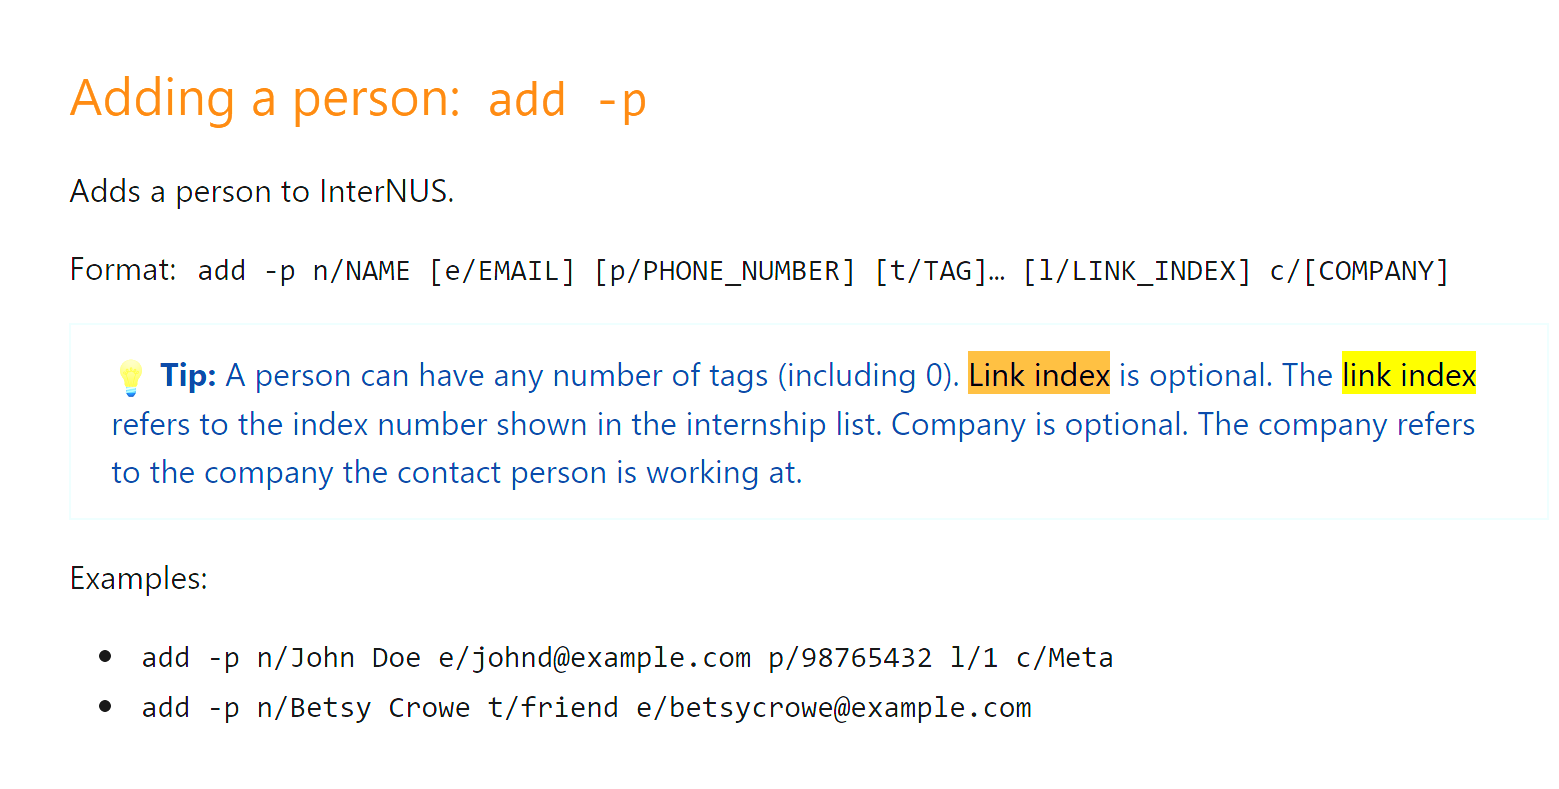 Adding a person: add -p
Adds a person to InterNUS.
Format: add -p n/NAME [e/EMAIL] [p/PHONE_NUMBER] [t/TAG]… [l/LINK_INDEX] c/[COMPANY]
💡 Tip: A person can have any number of tags (including 0). Link index is optional. The link index
refers to the index number shown in the internship list. Company is optional. The company refers
to the company the contact person is working at.
Examples:
• add -p n/John Doe e/johnd@example.com p/98765432 l/1 c/Meta
• add -p n/Betsy Crowe t/friend e/betsycrowe@example.com